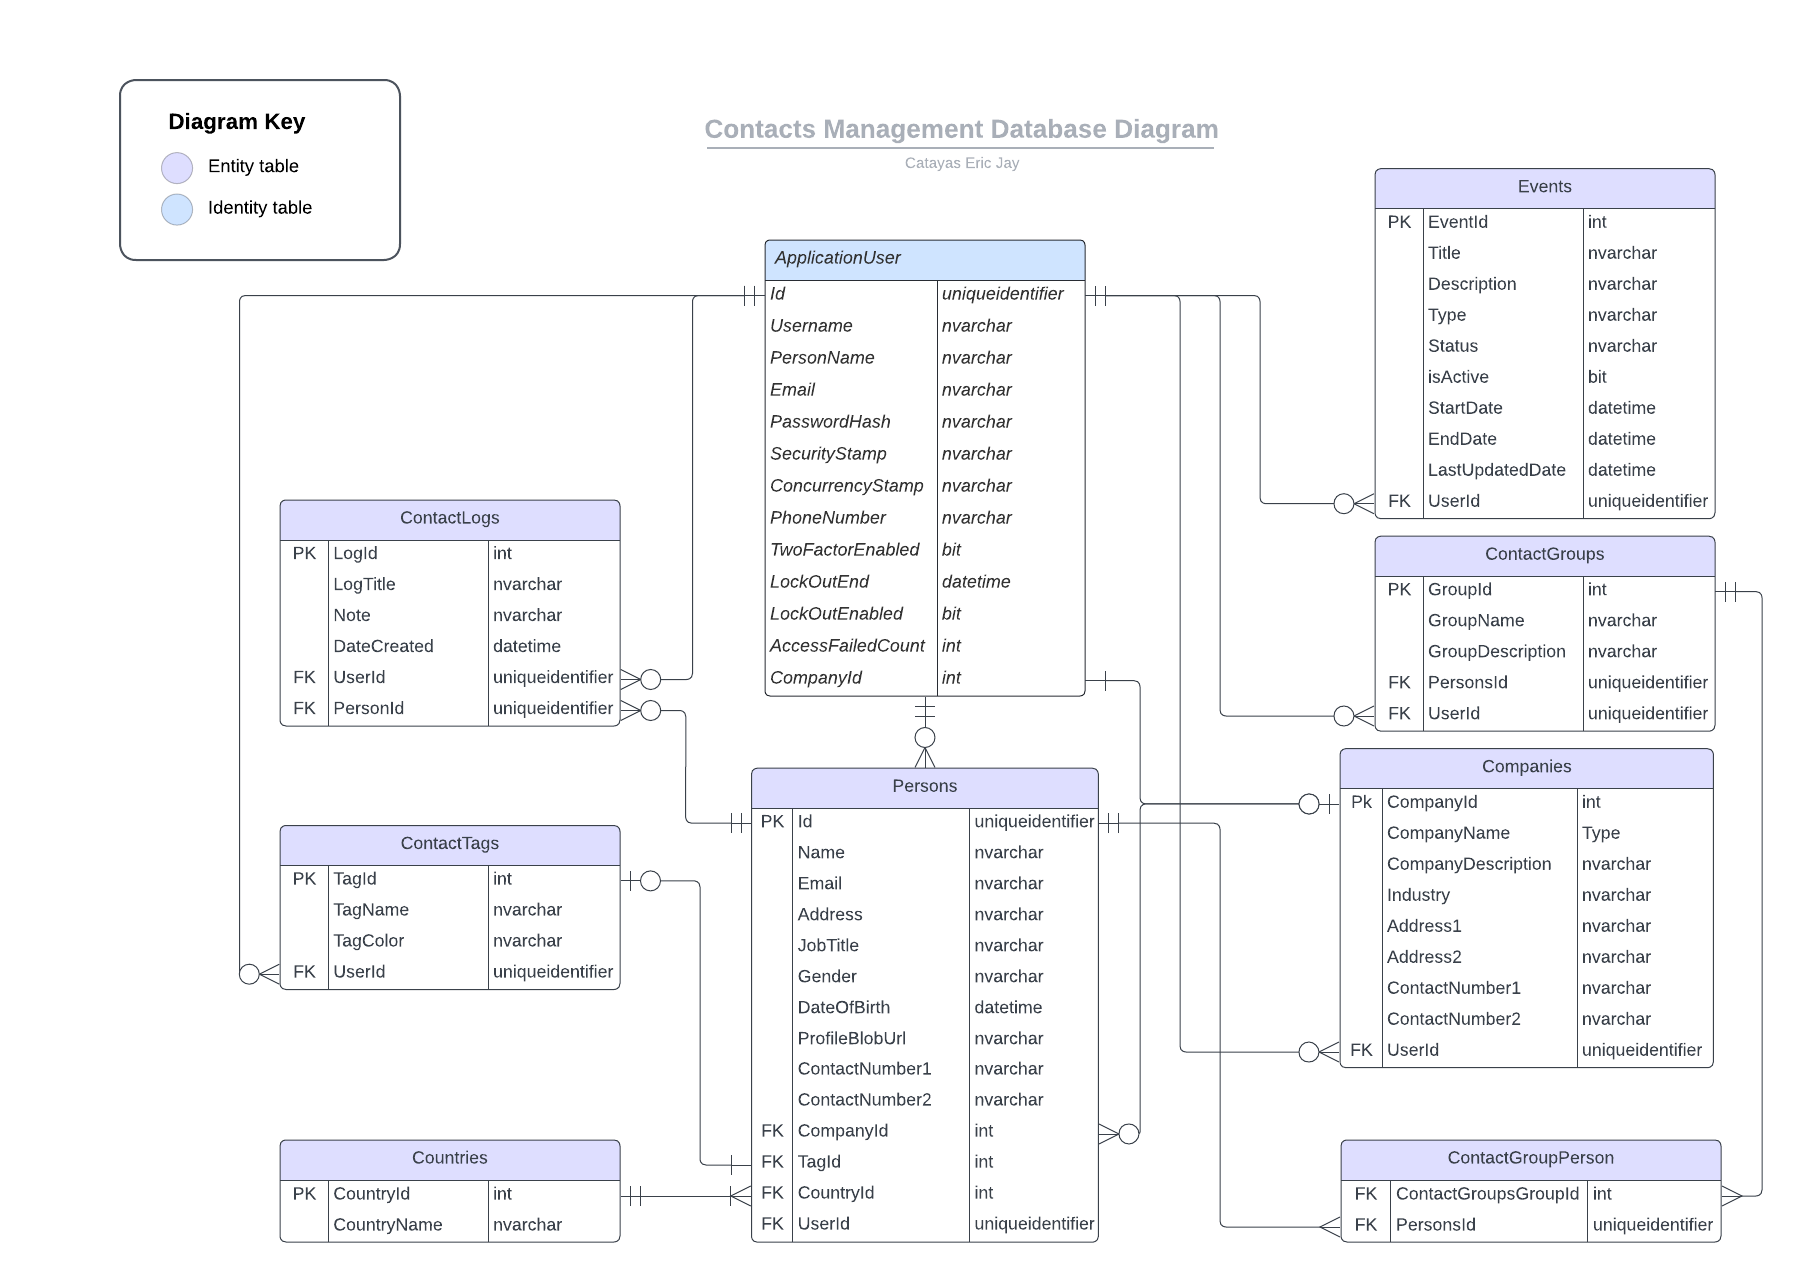 Diagram Key
Entity table
Identity table
Contacts Management Database Diagram
Catayas Eric Jay
ApplicationUser
Id uniqueidentifier
Username nvarchar
PersonName nvarchar
Email nvarchar
PasswordHash nvarchar
SecurityStamp nvarchar
ConcurrencyStamp nvarchar
PhoneNumber nvarchar
TwoFactorEnabled bit
LockOutEnd datetime
LockOutEnabled bit
AccessFailedCount int
CompanyId int
Events
PK EventId int
Title nvarchar
Description nvarchar
Type nvarchar
Status nvarchar
isActive bit
StartDate datetime
EndDate datetime
LastUpdatedDate datetime
FK UserId uniqueidentifier
ContactLogs
PK LogId int
LogTitle nvarchar
Note nvarchar
DateCreated datetime
FK UserId uniqueidentifier
FK PersonId uniqueidentifier
ContactGroups
PK GroupId int
GroupName nvarchar
GroupDescription nvarchar
FK PersonsId uniqueidentifier
FK UserId uniqueidentifier
ContactTags
PK TagId int
TagName nvarchar
TagColor nvarchar
FK UserId uniqueidentifier
Persons
PK Id uniqueidentifier
Name nvarchar
Email nvarchar
Address nvarchar
JobTitle nvarchar
Gender nvarchar
DateOfBirth datetime
ProfileBlobUrl nvarchar
ContactNumber1 nvarchar
ContactNumber2 nvarchar
FK CompanyId int
FK TagId int
FK CountryId int
FK UserId uniqueidentifier
Companies
Pk CompanyId int
CompanyName Type
CompanyDescription nvarchar
Industry nvarchar
Address1 nvarchar
Address2 nvarchar
ContactNumber1 nvarchar
ContactNumber2 nvarchar
FK UserId uniqueidentifier
Countries
PK CountryId int
CountryName nvarchar
ContactGroupPerson
FK ContactGroupsGroupId int
FK PersonsId uniqueidentifier